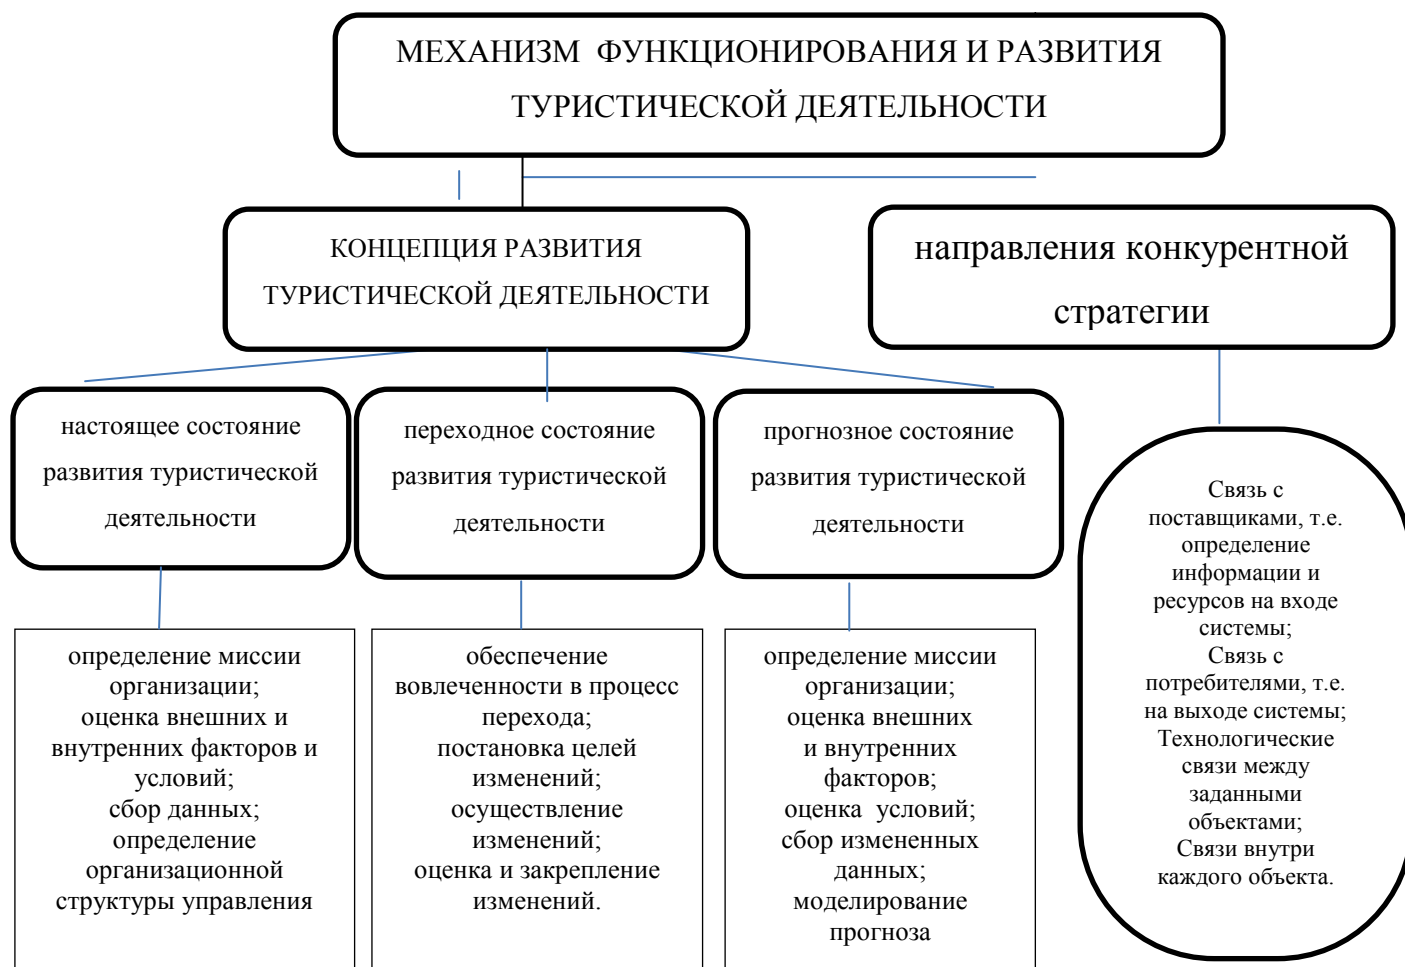 МЕХАНИЗМ ФУНКЦИОНИРОВАНИЯ И РАЗВИТИЯ
ТУРИСТИЧЕСКОЙ ДЕЯТЕЛЬНОСТИ
КОНЦЕПЦИЯ РАЗВИТИЯ
ТУРИСТИЧЕСКОЙ ДЕЯТЕЛЬНОСТИ
направления конкурентной
стратегии
настоящее состояние
развития туристической
деятельности
переходное состояние
развития туристической
деятельности
прогнозное состояние
развития туристической
деятельности
Связь с
поставщиками, т.е.
определение
информации и
ресурсов на входе
системы;
Связь с
потребителями, т.е.
на выходе системы;
Технологические
связи между
заданными
объектами;
Связи внутри
каждого объекта.
определение миссии
организации;
оценка внешних и
внутренних факторов и
условий;
сбор данных;
определение
организационной
структуры управления
обеспечение
вовлеченности в процесс
перехода;
постановка целей
изменений;
осуществление
изменений;
оценка и закрепление
изменений.
определение миссии
организации;
оценка внешних
и внутренних
факторов;
оценка условий;
сбор измененных
данных;
моделирование
прогноза